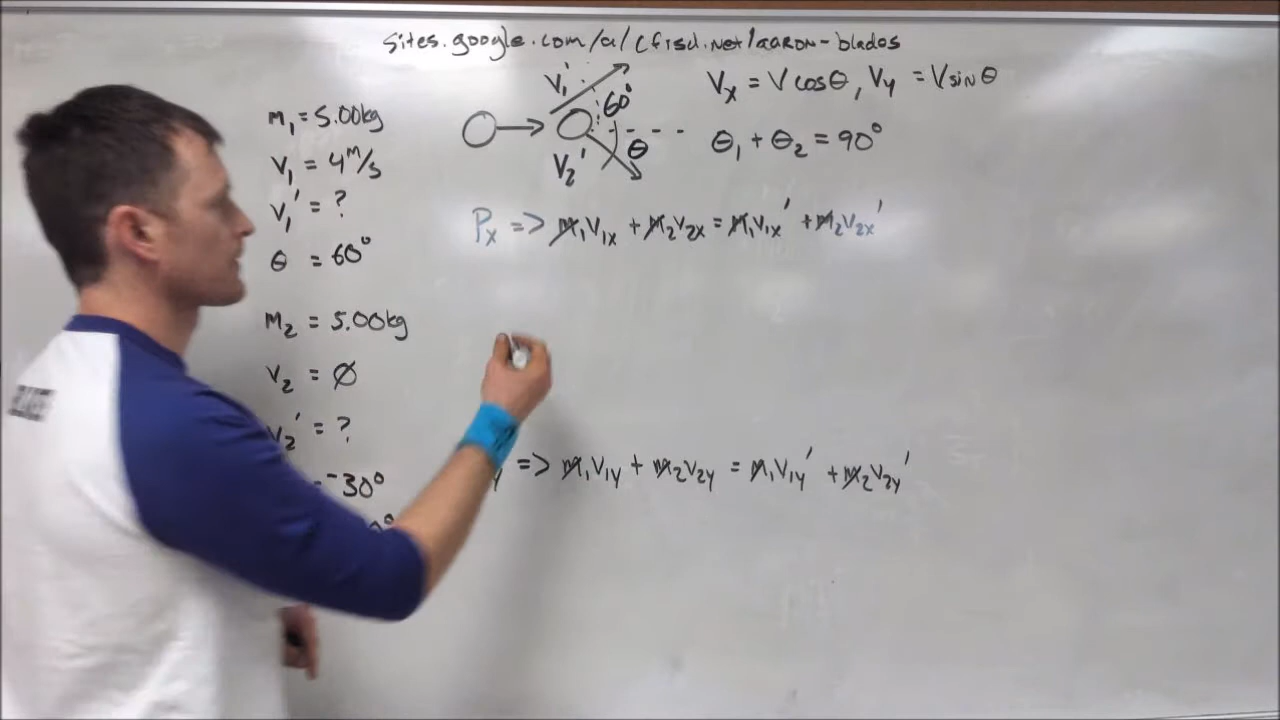 sites.google.com/a/cfisd.net/aaron-blades
m₁ = 5.00kg
v₁ = 4 m/s
v₁' = ?
θ = 60°
m₂ = 5.00kg
v₂ = ∅
v₂' = ?
= -30°
V₁'
60°
θ
V₂'
Vx = V cosθ, Vy = V sinθ
θ₁ + θ₂ = 90°
Px => m₁v₁x + m₂v₂x = m₁v₁x' + m₂v₂x'
y => m₁v₁y + m₂v₂y = m₁v₁y' + m₂v₂y'